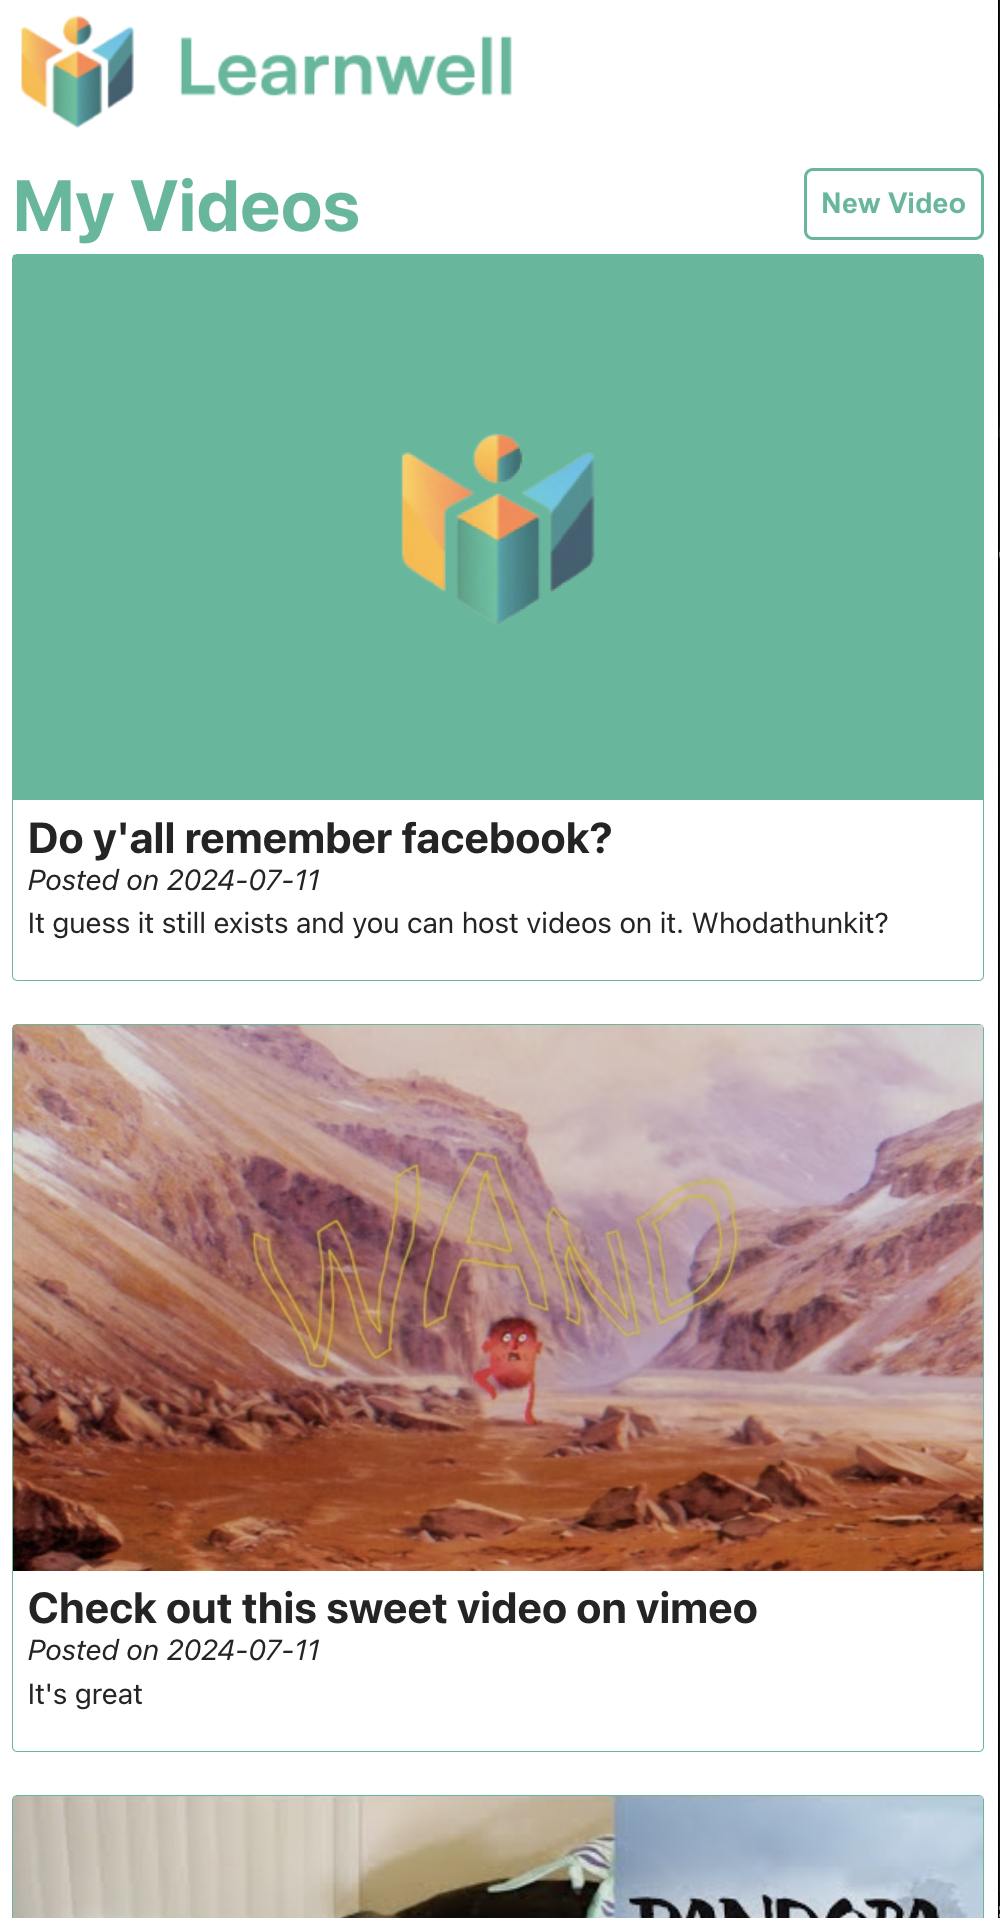 Learnwell
My Videos
New Video
Do y'all remember facebook?
Posted on 2024-07-11
It guess it still exists and you can host videos on it. Whodathunkit?
WAND
Check out this sweet video on vimeo
Posted on 2024-07-11
It's great
PANDORA